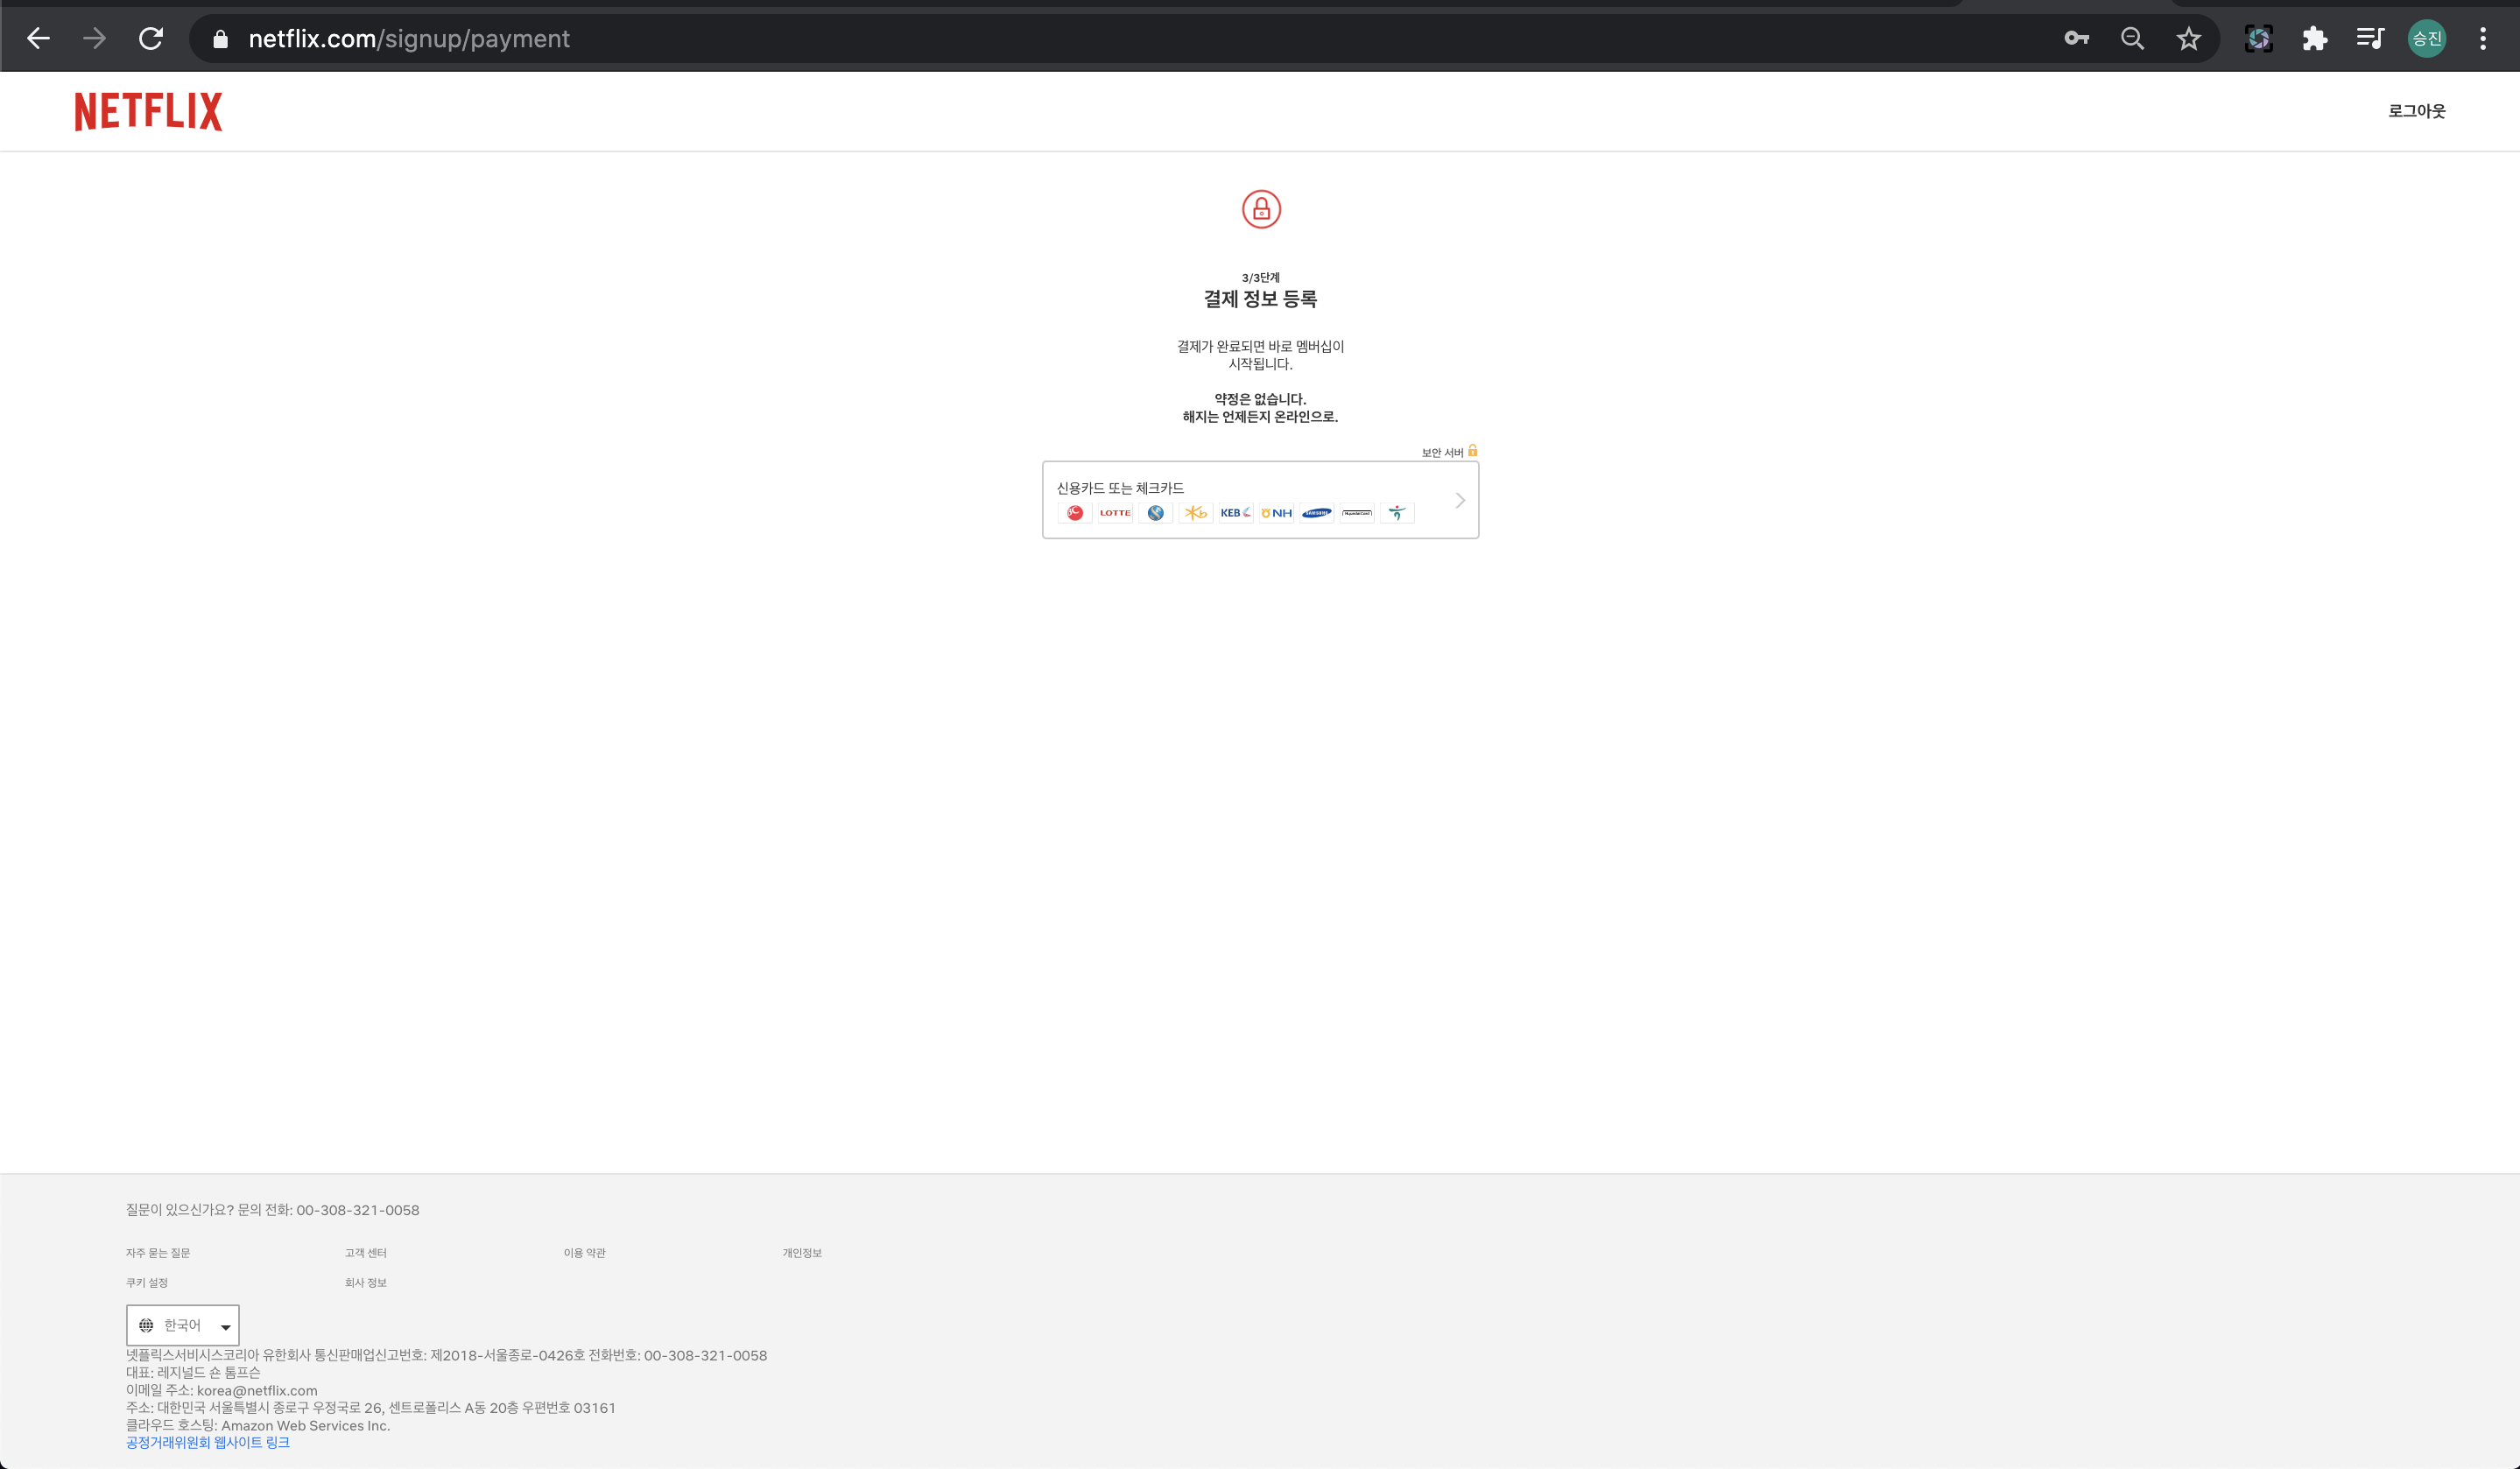 netflix.com/signup/payment
승진
NETFLIX
로그아웃
3/3단계
결제 정보 등록
결제가 완료되면 바로 멤버십이
시작됩니다.
약정은 없습니다.
해지는 언제든지 온라인으로.
보안 서버
신용카드 또는 체크카드
LOTTE KEB NH SAMSUNG HyundaiCard
질문이 있으신가요? 문의 전화: 00-308-321-0058
자주 묻는 질문 고객 센터 이용 약관 개인정보
쿠키 설정 회사 정보
한국어
넷플릭스서비시스코리아 유한회사 통신판매업신고번호: 제2018-서울종로-0426호 전화번호: 00-308-321-0058
대표: 레지널드 숀 톰프슨
이메일 주소: korea@netflix.com
주소: 대한민국 서울특별시 종로구 우정국로 26, 센트로폴리스 A동 20층 우편번호 03161
클라우드 호스팅: Amazon Web Services Inc.
공정거래위원회 웹사이트 링크